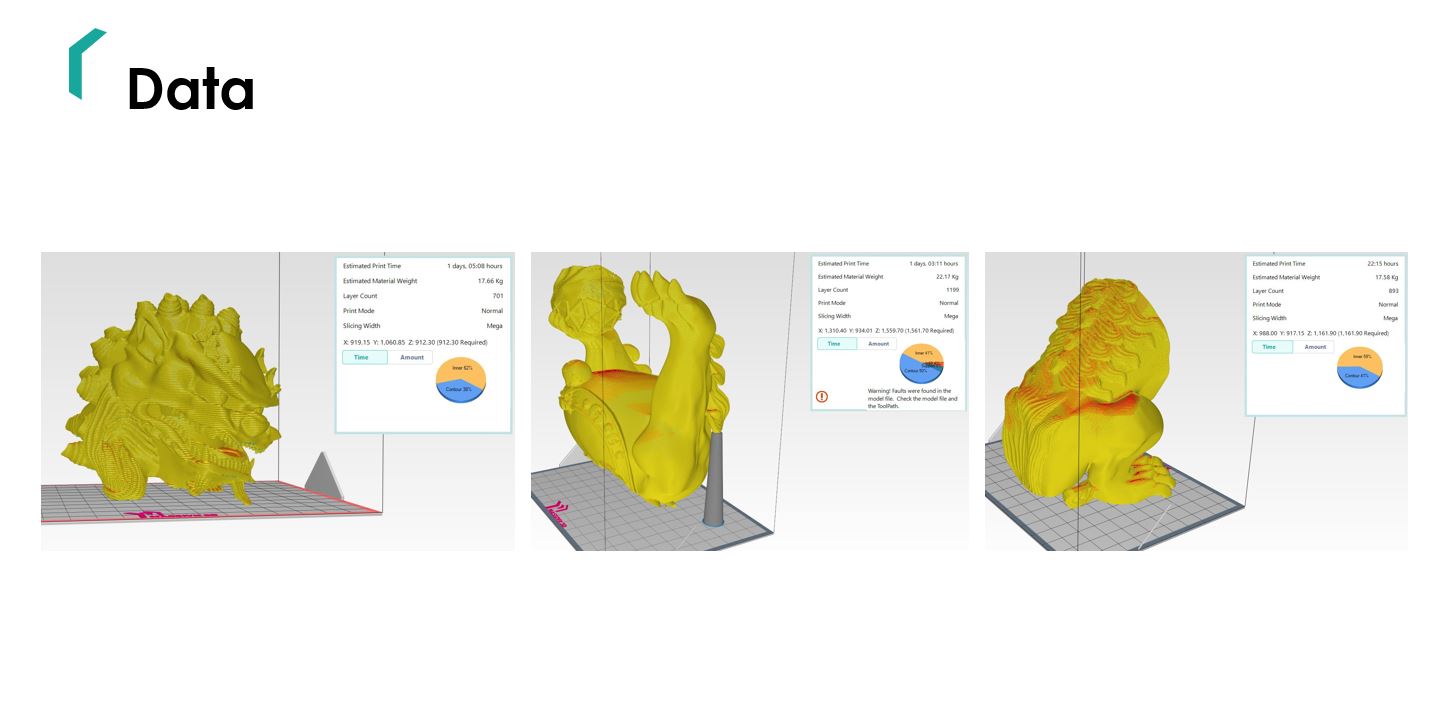 Data
Estimated Print Time 1 days, 05:08 hours
Estimated Material Weight 17.66 Kg
Layer Count 701
Print Mode Normal
Slicing Width Mega
X: 919.15 Y: 1,060.85 Z: 912.30 (912.30 Required)
Time Amount
Inner 62%
Contour 38%
Estimated Print Time 1 days, 03:11 hours
Estimated Material Weight 22.17 Kg
Layer Count 1199
Print Mode Normal
Slicing Width Mega
X: 1,310.40 Y: 934.01 Z: 1,559.70 (1,561.70 Required)
Time Amount
Inner 41%
Contour 50%
Warning! Faults were found in the
model file. Check the model file and
the ToolPath.
Estimated Print Time 22:15 hours
Estimated Material Weight 17.58 Kg
Layer Count 893
Print Mode Normal
Slicing Width Mega
X: 988.00 Y: 917.15 Z: 1,161.90 (1,161.90 Required)
Time Amount
Inner 59%
Contour 41%